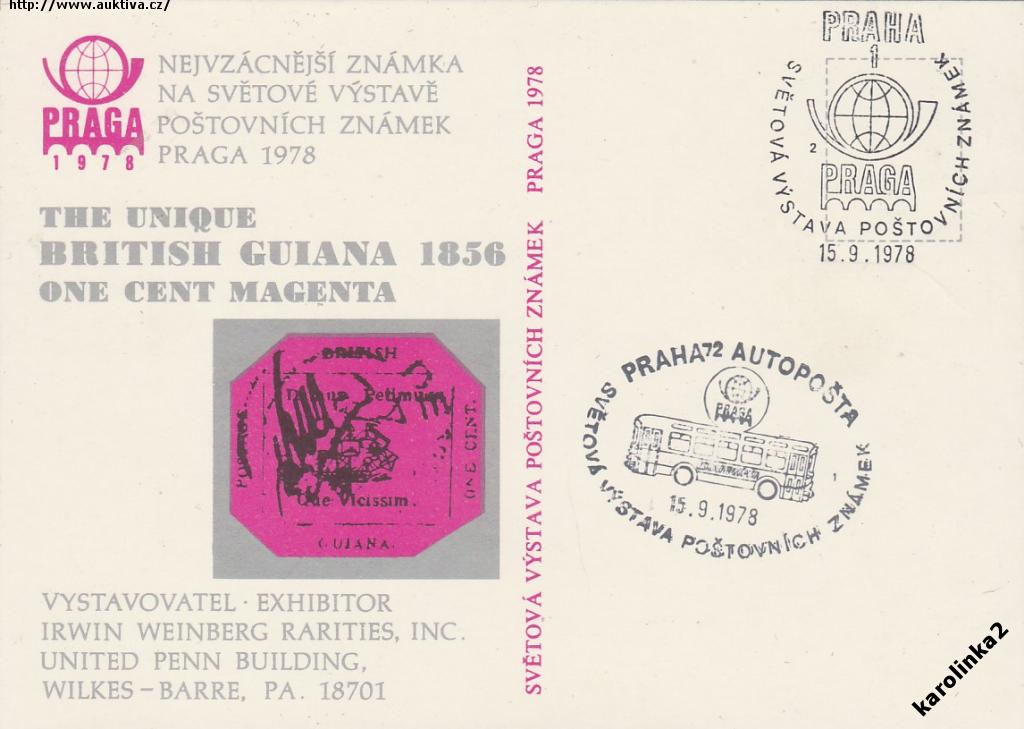 http://www.auktiva.cz/
PRAGA
1978
NEJVZÁCNĚJŠÍ ZNÁMKA
NA SVĚTOVÉ VÝSTAVĚ
POŠTOVNÍCH ZNÁMEK
PRAGA 1978
THE UNIQUE
BRITISH GUIANA 1856
ONE CENT MAGENTA
BRITISH
Petimus
ONE CENT.
Que Vicissim.
GUIANA.
VYSTAVOVATEL · EXHIBITOR
IRWIN WEINBERG RARITIES, INC.
UNITED PENN BUILDING,
WILKES – BARRE, PA. 18701
SVĚTOVÁ VÝSTAVA POŠTOVNÍCH ZNÁMEK PRAGA 1978
PRAHA
1
SVĚTOVÁ VÝSTAVA POŠTOVNÍCH ZNÁMEK
2
PRAGA
15.9.1978
PRAHA 72 AUTOPOŠTA
PRAGA
1
15.9.1978
SVĚTOVÁ VÝSTAVA POŠTOVNÍCH ZNÁMEK
karolinka2